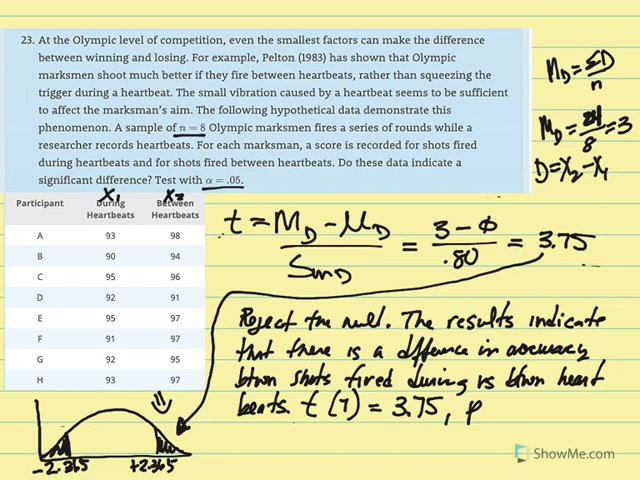 23. At the Olympic level of competition, even the smallest factors can make the difference
between winning and losing. For example, Pelton (1983) has shown that Olympic
marksmen shoot much better if they fire between heartbeats, rather than squeezing the
trigger during a heartbeat. The small vibration caused by a heartbeat seems to be sufficient
to affect the marksman's aim. The following hypothetical data demonstrate this
phenomenon. A sample of n = 8 Olympic marksmen fires a series of rounds while a
researcher records heartbeats. For each marksman, a score is recorded for shots fired
during heartbeats and for shots fired between heartbeats. Do these data indicate a
significant difference? Test with α = .05.
M_D = ΣD/n
M_D = 24/8 = 3
D = X₂ - X₁
X₁ X₂
Participant During Heartbeats Between Heartbeats
A 93 98
B 90 94
C 95 96
D 92 91
E 95 97
F 91 97
G 92 95
H 93 97
t = M_D - μ_D / S_MD = 3 - 0 / .80 = 3.75
Reject the null. The results indicate
that there is a difference in accuracy
btwn shots fired during vs btwn heart
beats. t(7) = 3.75, p
-2.365 +2.365
ShowMe.com